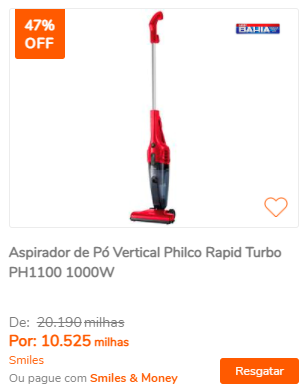 47%
OFF
BAHIA
Aspirador de Pó Vertical Philco Rapid Turbo
PH1100 1000W
De: 20.190 milhas
Por: 10.525 milhas
Smiles
Ou pague com Smiles & Money
Resgatar